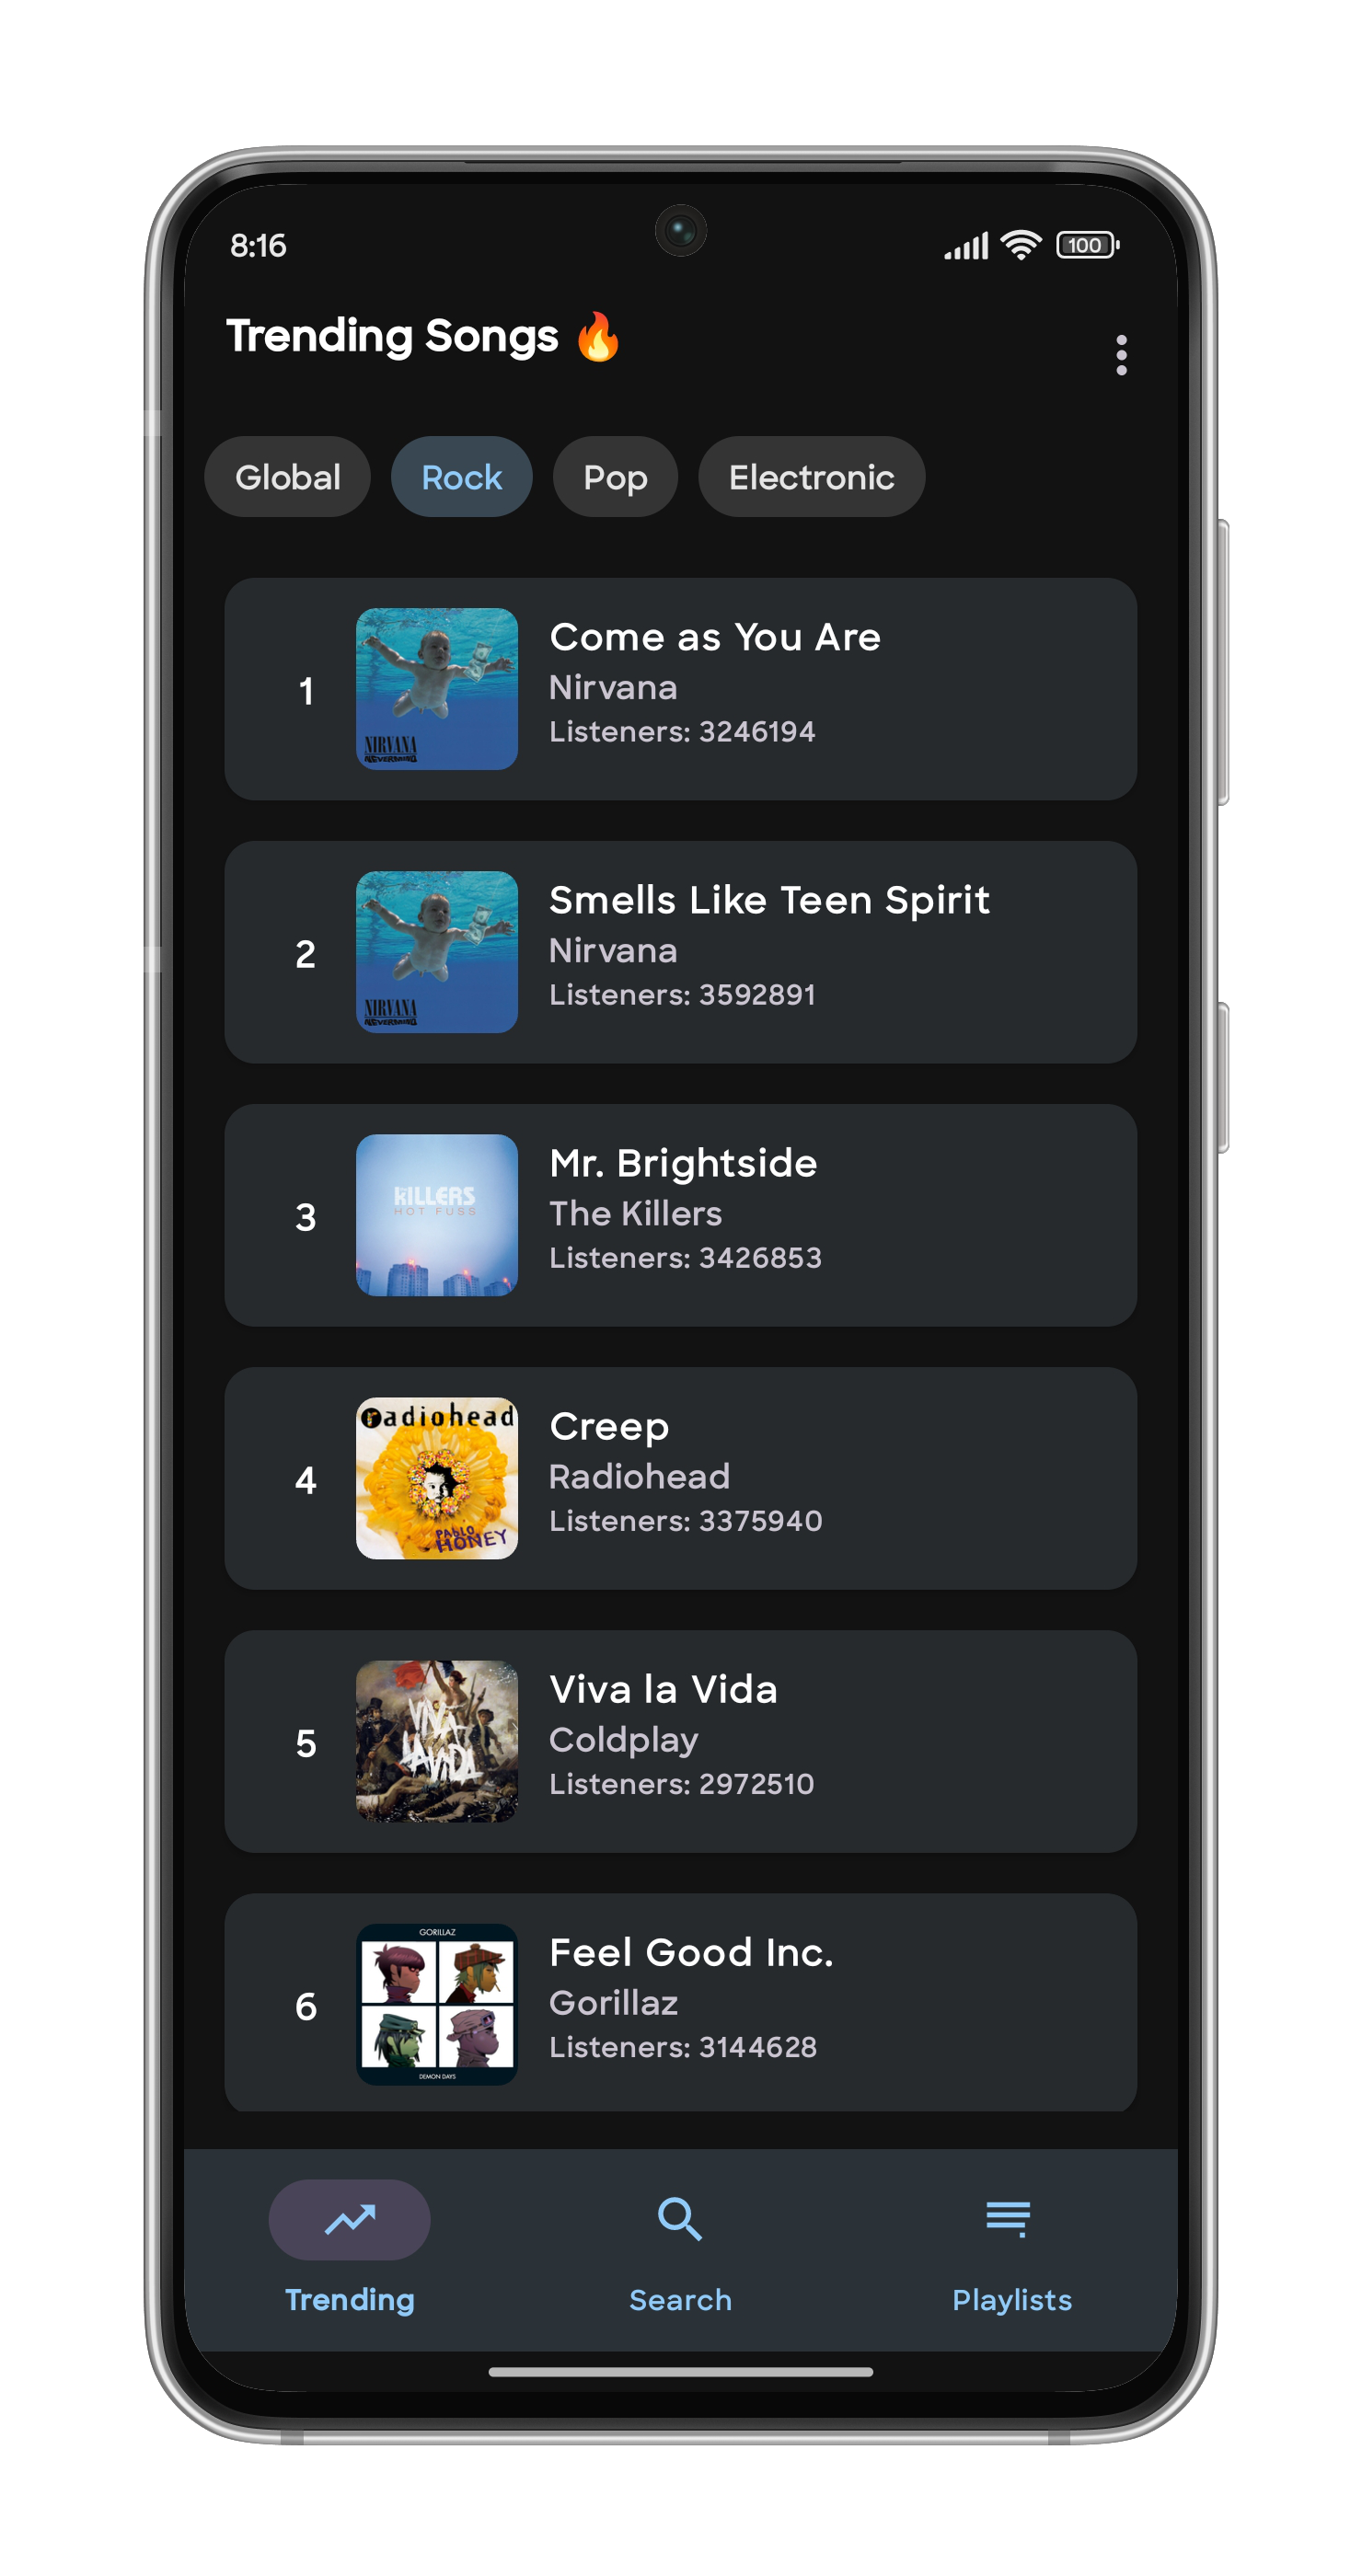 8:16
100
Trending Songs 🔥
Global Rock Pop Electronic
1
NIRVANA
NEVERMIND
Come as You Are
Nirvana
Listeners: 3246194
2
NIRVANA
NEVERMIND
Smells Like Teen Spirit
Nirvana
Listeners: 3592891
3
KILLERS
HOT FUSS
Mr. Brightside
The Killers
Listeners: 3426853
4
Radiohead
PABLO
HONEY
Creep
Radiohead
Listeners: 3375940
5
VIVA
LA VIDA
Viva la Vida
Coldplay
Listeners: 2972510
6
GORILLAZ
DEMON DAYS
Feel Good Inc.
Gorillaz
Listeners: 3144628
Trending Search Playlists